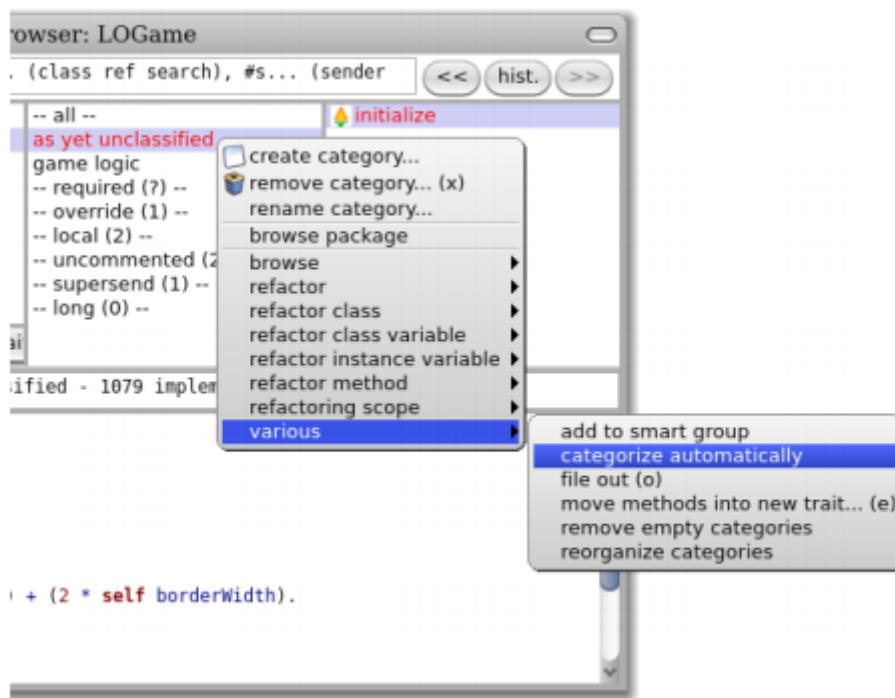 rowser: LOGame
. (class ref search), #s... (sender
<<
hist.
>>
-- all --
as yet unclassified
game logic
-- required (?) --
-- override (1) --
-- local (2) --
-- uncommented (2
-- supersend (1) --
-- long (0) --
initialize
create category...
remove category... (x)
rename category...
browse package
browse
refactor
refactor class
refactor class variable
refactor instance variable
refactor method
refactoring scope
various
add to smart group
categorize automatically
file out (o)
move methods into new trait... (e)
remove empty categories
reorganize categories
ai
sified - 1079 implem
+ (2 * self borderWidth).